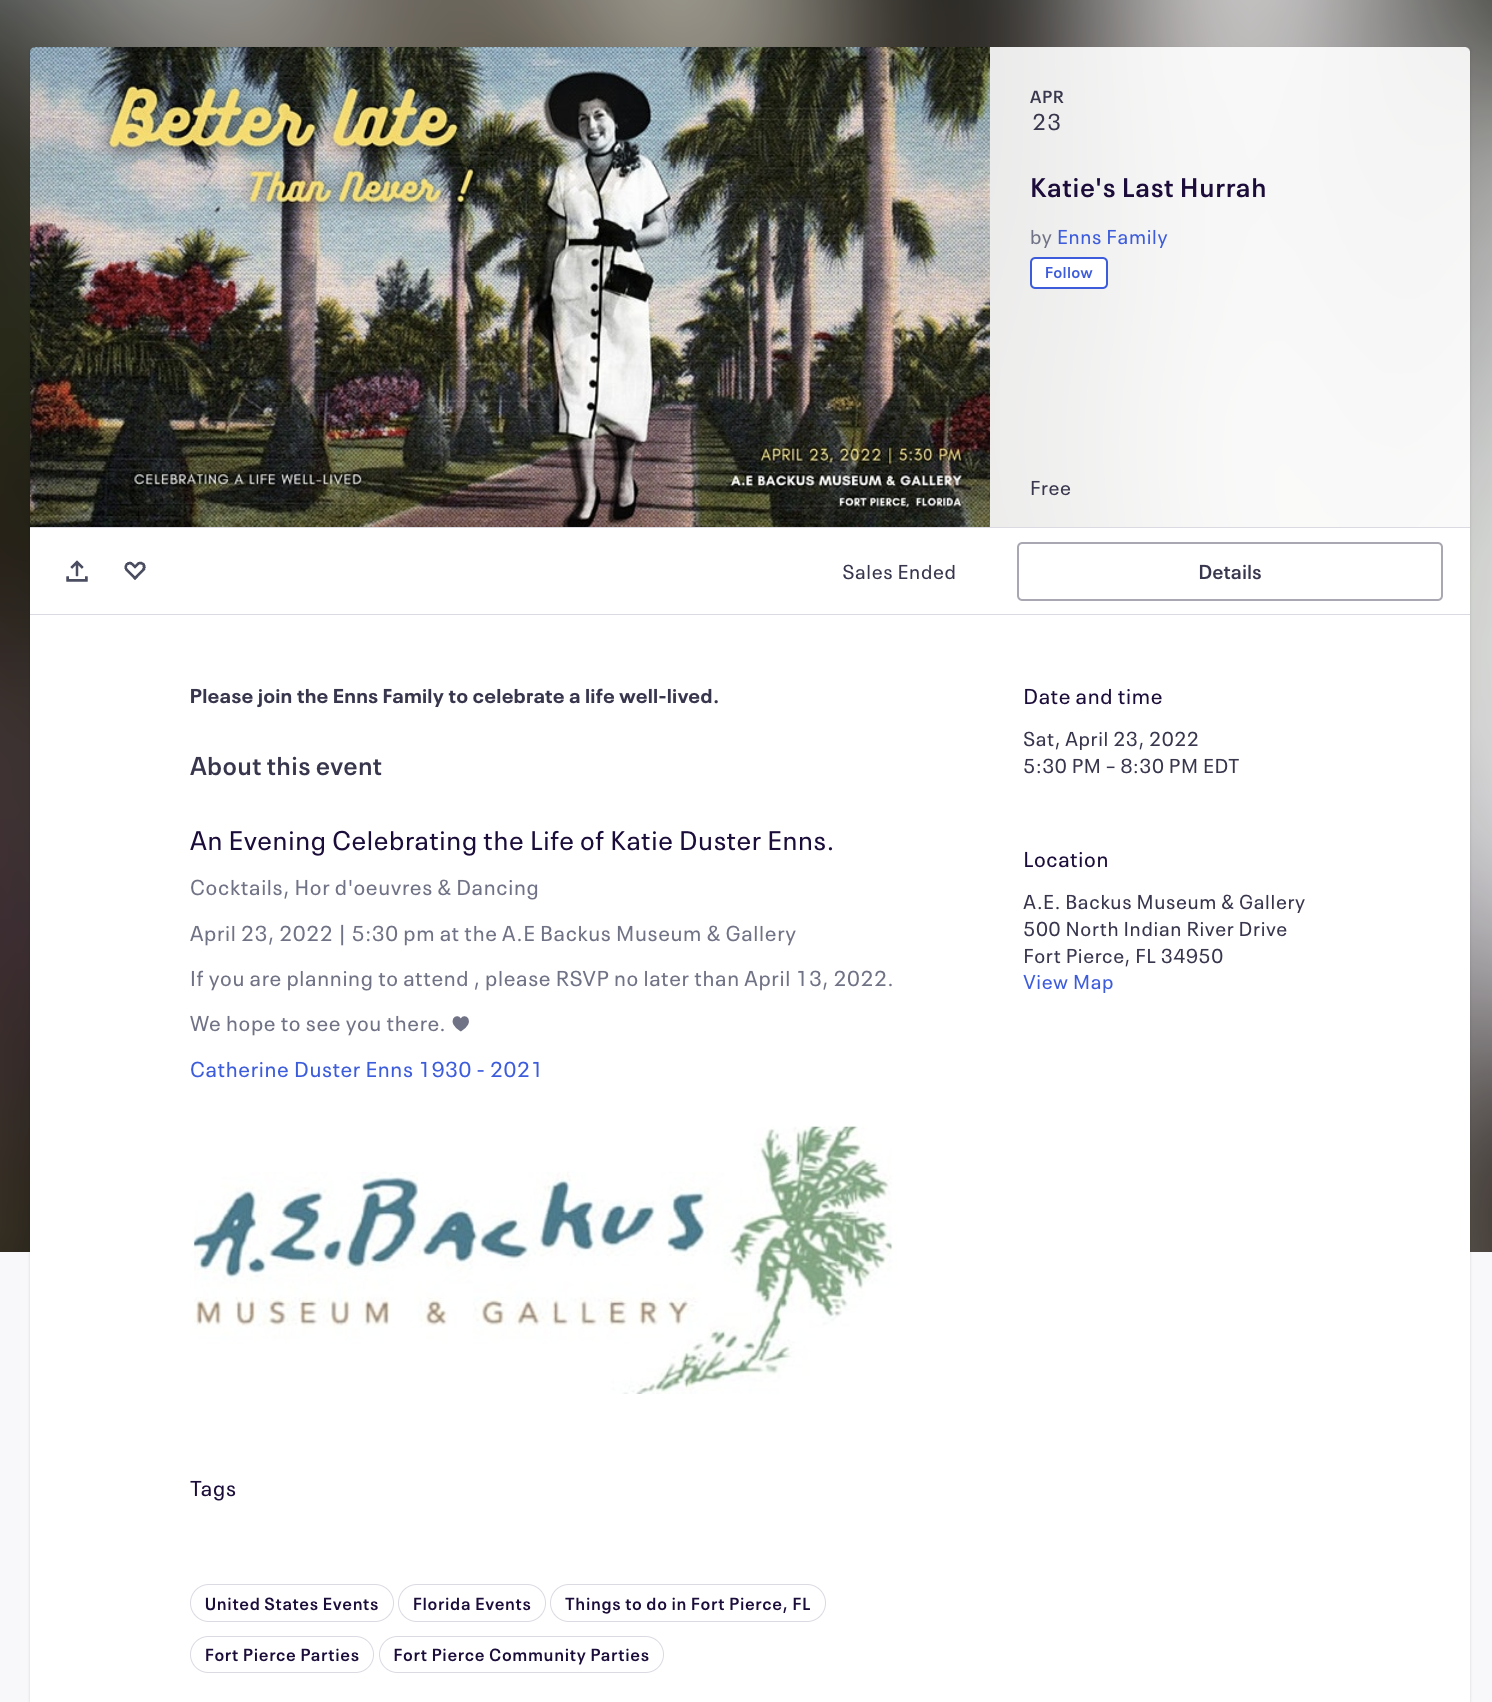 Better late
Than Never !
CELEBRATING A LIFE WELL-LIVED
APRIL 23, 2022 | 5:30 PM
A.E BACKUS MUSEUM & GALLERY
FORT PIERCE, FLORIDA
APR
23
Katie's Last Hurrah
by Enns Family
Follow
Free
Sales Ended
Details
Please join the Enns Family to celebrate a life well-lived.
About this event
An Evening Celebrating the Life of Katie Duster Enns.
Cocktails, Hor d'oeuvres & Dancing
April 23, 2022 | 5:30 pm at the A.E Backus Museum & Gallery
If you are planning to attend , please RSVP no later than April 13, 2022.
We hope to see you there. 🖤
Catherine Duster Enns 1930 - 2021
A.E. Backus
MUSEUM & GALLERY
Date and time
Sat, April 23, 2022
5:30 PM – 8:30 PM EDT
Location
A.E. Backus Museum & Gallery
500 North Indian River Drive
Fort Pierce, FL 34950
View Map
Tags
United States Events
Florida Events
Things to do in Fort Pierce, FL
Fort Pierce Parties
Fort Pierce Community Parties